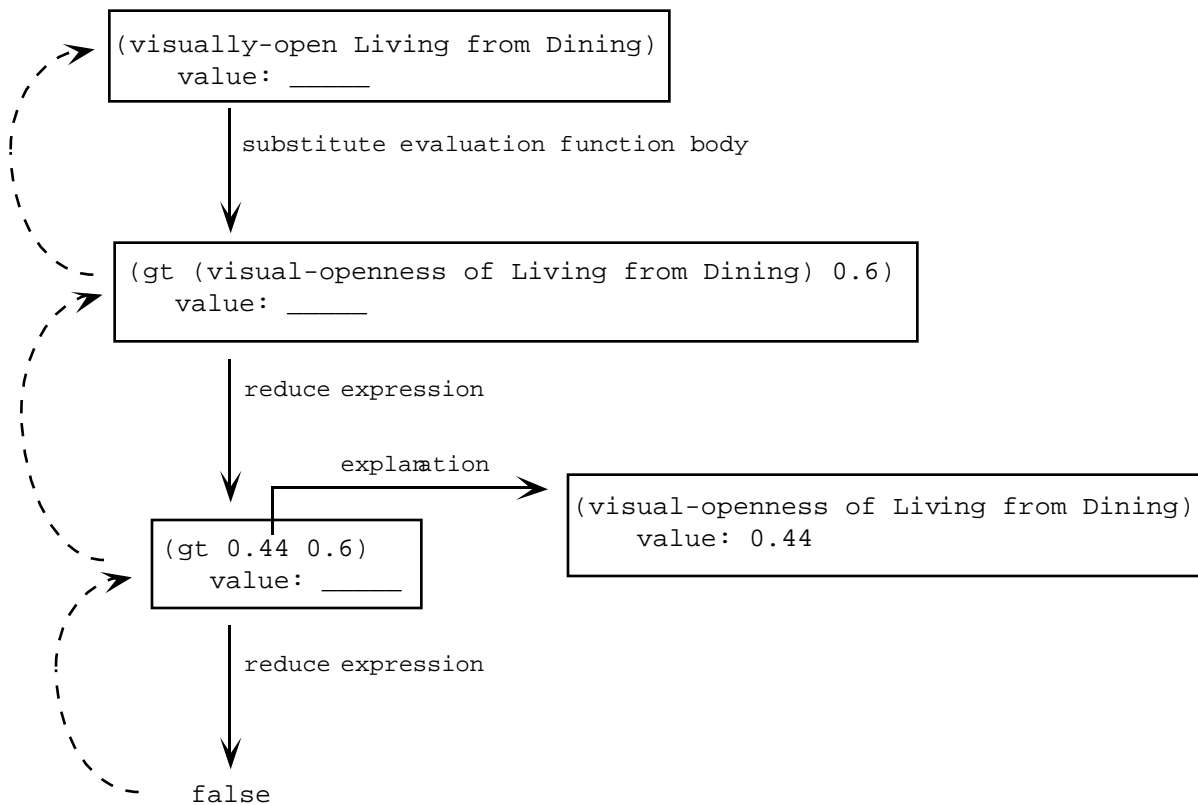 (visually-open Living from Dining)
value: _____
substitute evaluation function body
(gt (visual-openness of Living from Dining) 0.6)
value: _____
reduce expression
explanation
(visual-openness of Living from Dining)
value: 0.44
(gt 0.44 0.6)
value: _____
reduce expression
false